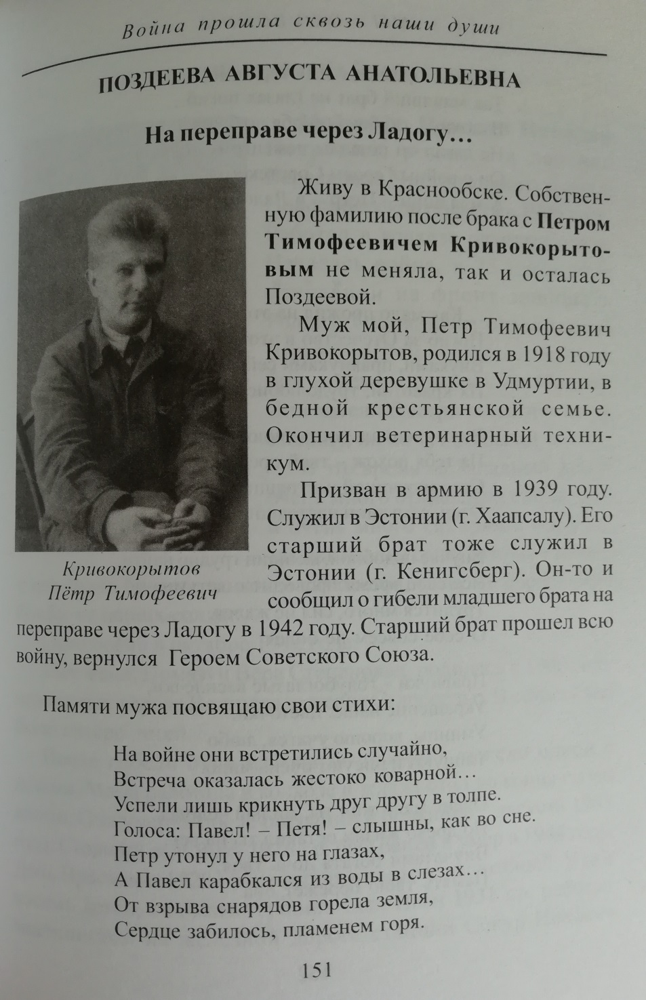 Война прошла сквозь наши души
ПОЗДЕЕВА АВГУСТА АНАТОЛЬЕВНА
На переправе через Ладогу...
Живу в Краснообске. Собствен-
ную фамилию после брака с Петром
Тимофеевичем Кривокорыто-
вым не меняла, так и осталась
Поздеевой.
Муж мой, Петр Тимофеевич
Кривокорытов, родился в 1918 году
в глухой деревушке в Удмуртии, в
бедной крестьянской семье.
Окончил ветеринарный техни-
кум.
Призван в армию в 1939 году.
Служил в Эстонии (г. Хаапсалу). Его
старший брат тоже служил в
Эстонии (г. Кенигсберг). Он-то и
сообщил о гибели младшего брата на
переправе через Ладогу в 1942 году. Старший брат прошел всю
войну, вернулся Героем Советского Союза.
Кривокорытов
Пётр Тимофеевич
Памяти мужа посвящаю свои стихи:
На войне они встретились случайно,
Встреча оказалась жестоко коварной...
Успели лишь крикнуть друг другу в толпе.
Голоса: Павел! – Петя! – слышны, как во сне.
Петр утонул у него на глазах,
А Павел карабкался из воды в слезах...
От взрыва снарядов горела земля,
Сердце забилось, пламенем горя.
151